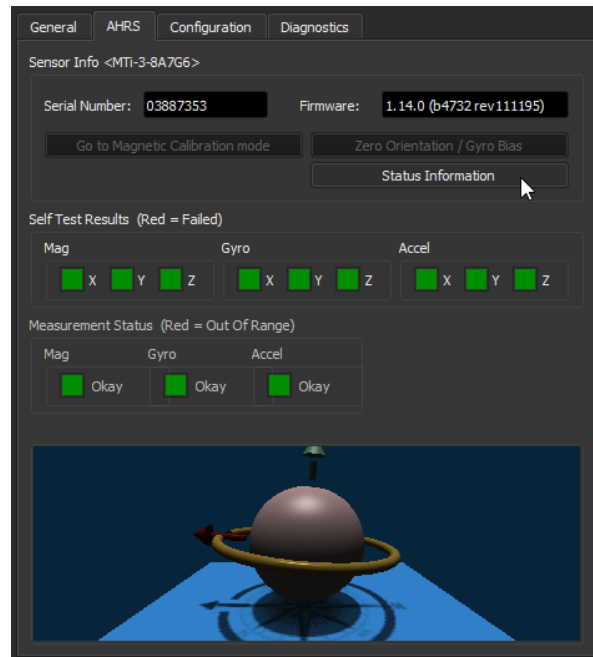 General AHRS Configuration Diagnostics
Sensor Info <MTi-3-8A7G6>
Serial Number: 03887353 Firmware: 1.14.0 (b4732 rev111195)
Go to Magnetic Calibration mode Zero Orientation / Gyro Bias
Status Information
Self Test Results (Red = Failed)
Mag Gyro Accel
X Y Z X Y Z X Y Z
Measurement Status (Red = Out Of Range)
Mag Gyro Accel
Okay Okay Okay
N